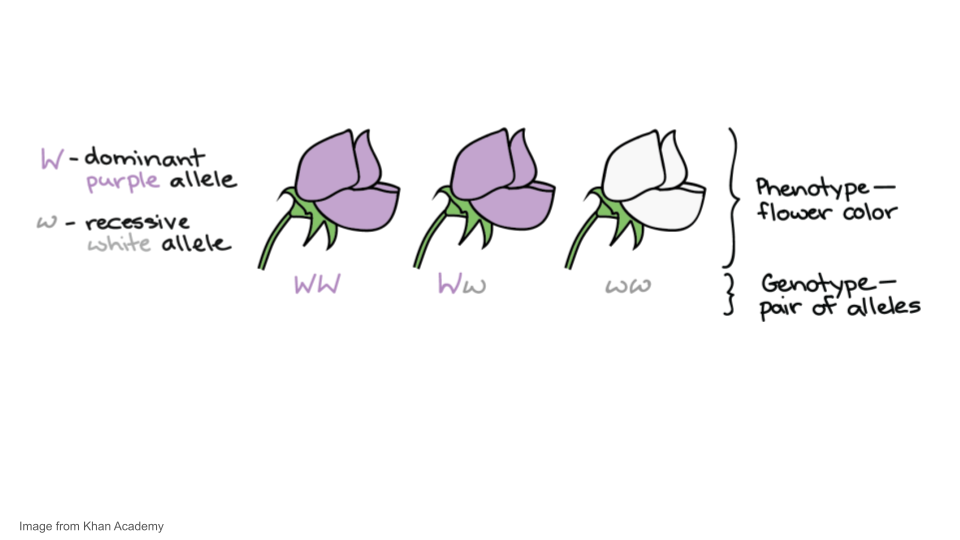 W - dominant
purple allele
w - recessive
white allele
WW
Ww
ww
Phenotype—
flower color
Genotype—
pair of alleles
Image from Khan Academy